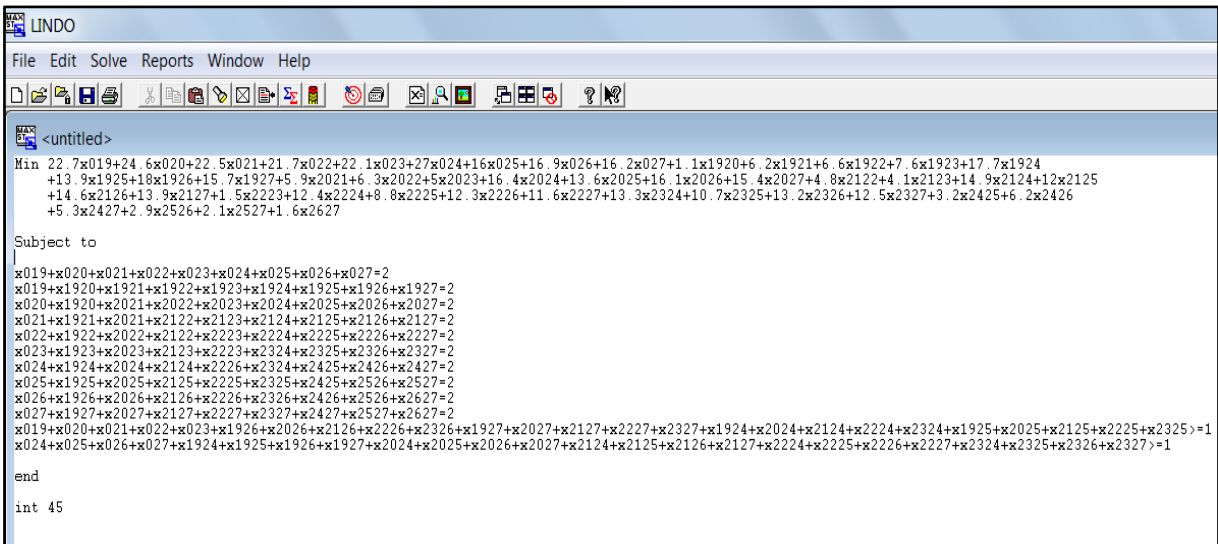 LINDO
File Edit Solve Reports Window Help
<untitled>
Min 22.7x019+24.6x020+22.5x021+21.7x022+22.1x023+27x024+16x025+16.9x026+16.2x027+1.1x1920+6.2x1921+6.6x1922+7.6x1923+17.7x1924
+13.9x1925+18x1926+15.7x1927+5.9x2021+6.3x2022+5x2023+16.4x2024+13.6x2025+16.1x2026+15.4x2027+4.8x2122+4.1x2123+14.9x2124+12x2125
+14.6x2126+13.9x2127+1.5x2223+12.4x2224+8.8x2225+12.3x2226+11.6x2227+13.3x2324+10.7x2325+13.2x2326+12.5x2327+3.2x2425+6.2x2426
+5.3x2427+2.9x2526+2.1x2527+1.6x2627
Subject to
x019+x020+x021+x022+x023+x024+x025+x026+x027=2
x019+x1920+x1921+x1922+x1923+x1924+x1925+x1926+x1927=2
x020+x1920+x2021+x2022+x2023+x2024+x2025+x2026+x2027=2
x021+x1921+x2021+x2122+x2123+x2124+x2125+x2126+x2127=2
x022+x1922+x2022+x2122+x2223+x2224+x2225+x2226+x2227=2
x023+x1923+x2023+x2123+x2223+x2324+x2325+x2326+x2327=2
x024+x1924+x2024+x2124+x2226+x2324+x2425+x2426+x2427=2
x025+x1925+x2025+x2125+x2225+x2325+x2425+x2526+x2527=2
x026+x1926+x2026+x2126+x2226+x2326+x2426+x2526+x2627=2
x027+x1927+x2027+x2127+x2227+x2327+x2427+x2527+x2627=2
x019+x020+x021+x022+x023+x1926+x2026+x2126+x2226+x2326+x1927+x2027+x2127+x2227+x2327+x1924+x2024+x2124+x2224+x2324+x1925+x2025+x2125+x2225+x2325>=1
x024+x025+x026+x027+x1924+x1925+x1926+x1927+x2024+x2025+x2026+x2027+x2124+x2125+x2126+x2127+x2224+x2225+x2226+x2227+x2324+x2325+x2326+x2327>=1
end
int 45